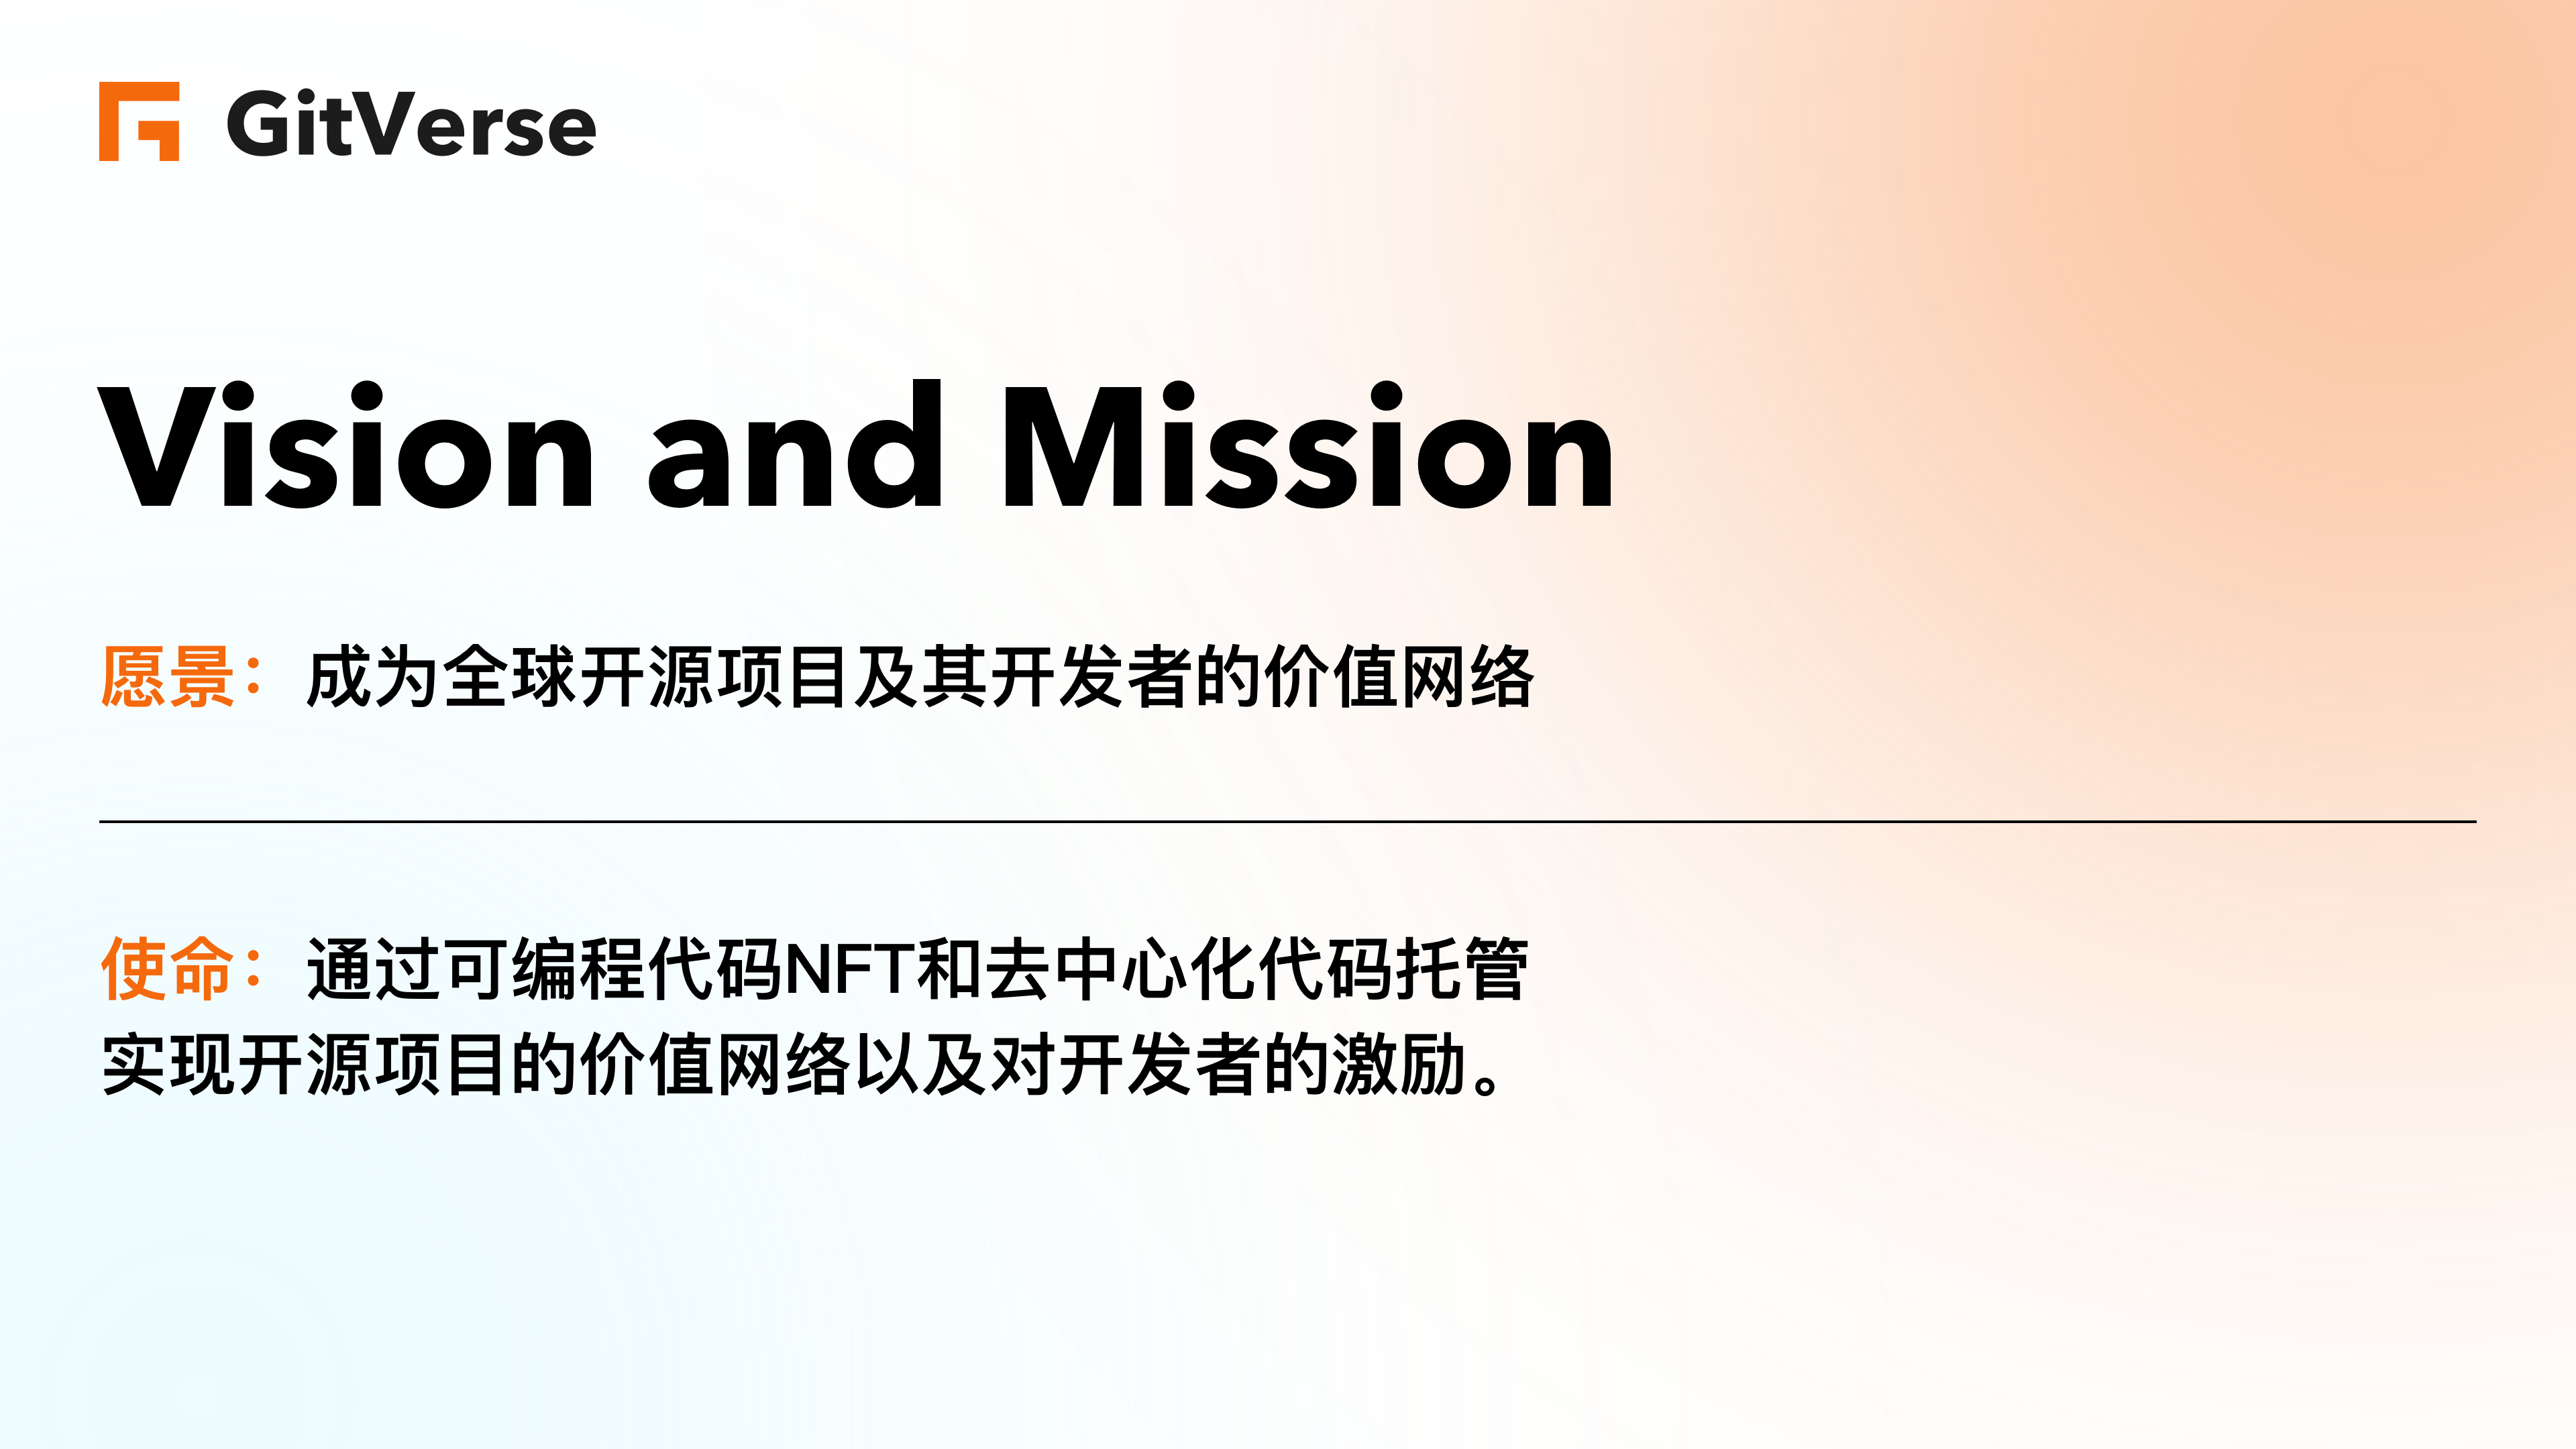 GitVerse
Vision and Mission
愿景：成为全球开源项目及其开发者的价值网络
使命：通过可编程代码NFT和去中心化代码托管
实现开源项目的价值网络以及对开发者的激励。